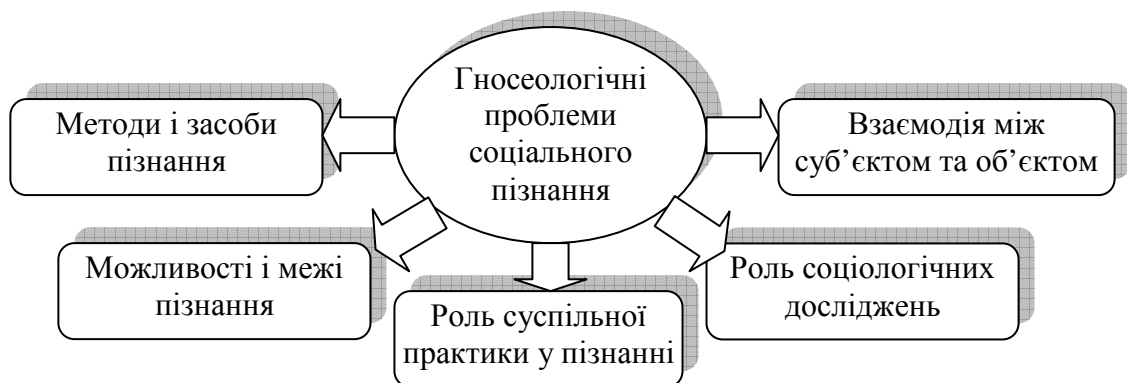 Гносеологічні
проблеми
соціального
пізнання
Методи і засоби
пізнання
Взаємодія між
суб’єктом та об’єктом
Можливості і межі
пізнання
Роль суспільної
практики у пізнанні
Роль соціологічних
досліджень